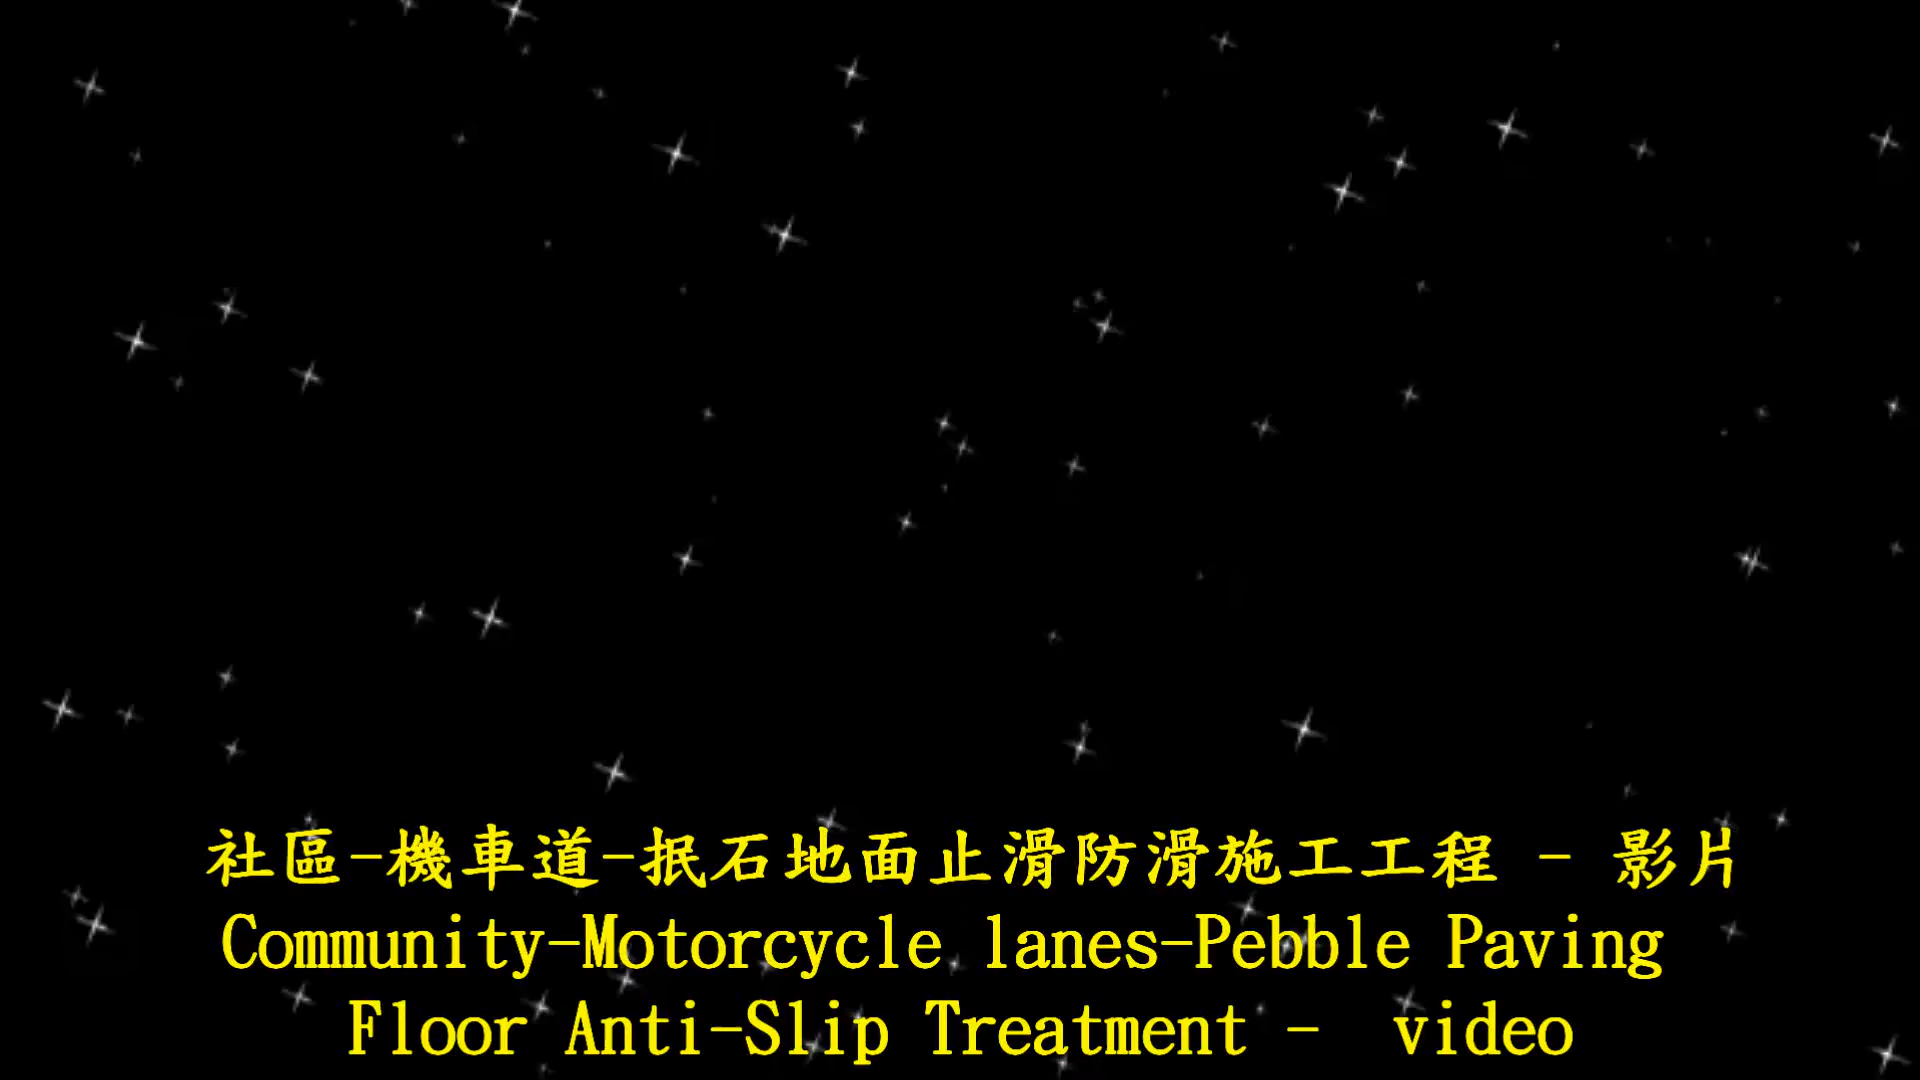 社區-機車道-抿石地面止滑防滑施工工程 - 影片
Community-Motorcycle lanes-Pebble Paving
Floor Anti-Slip Treatment - video